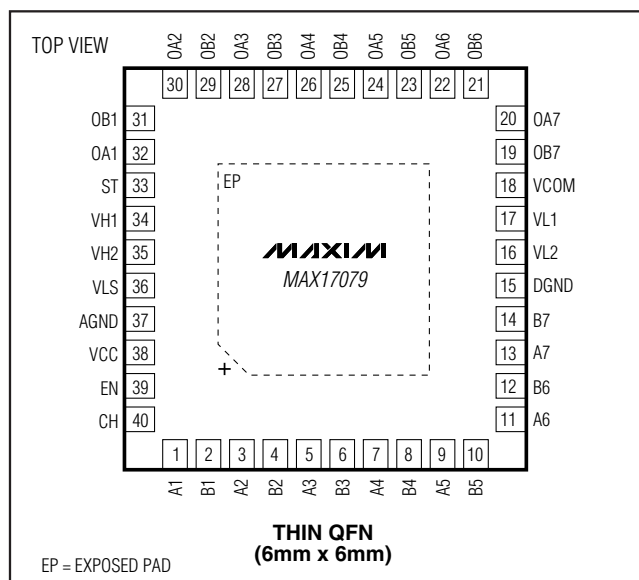 TOP VIEW
OA2 OB2 OA3 OB3 OA4 OB4 OA5 OB5 OA6 OB6
30 29 28 27 26 25 24 23 22 21
OB1 31
OA1 32
ST 33
VH1 34
VH2 35
VLS 36
AGND 37
VCC 38
EN 39
CH 40
EP
MAXIM
MAX17079
+
20 OA7
19 OB7
18 VCOM
17 VL1
16 VL2
15 DGND
14 B7
13 A7
12 B6
11 A6
1 2 3 4 5 6 7 8 9 10
A1 B1 A2 B2 A3 B3 A4 B4 A5 B5
THIN QFN
(6mm x 6mm)
EP = EXPOSED PAD